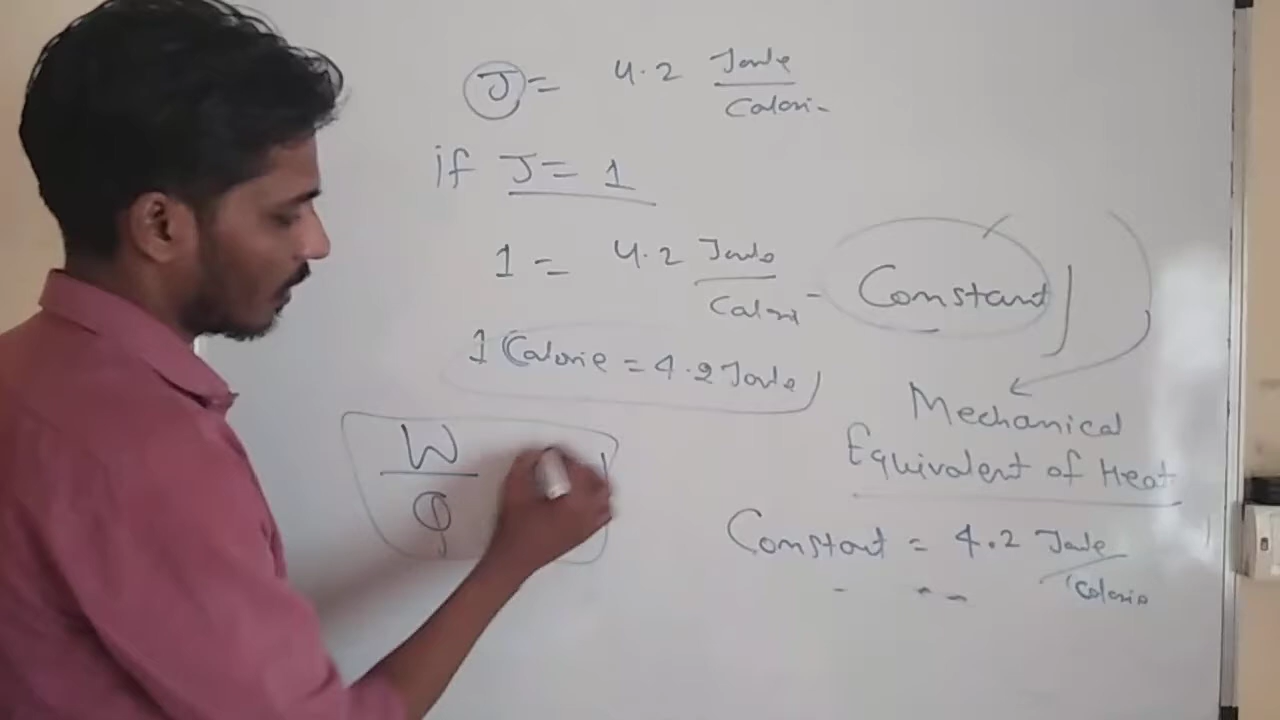 J = 4.2 Joule / Calori-
if J = 1
1 = 4.2 Joule / Calori
Constant
1 Calorie = 4.2 Joule
Mechanical
Equivalent of Heat
W
Q
Constant = 4.2 Joule / Calorie